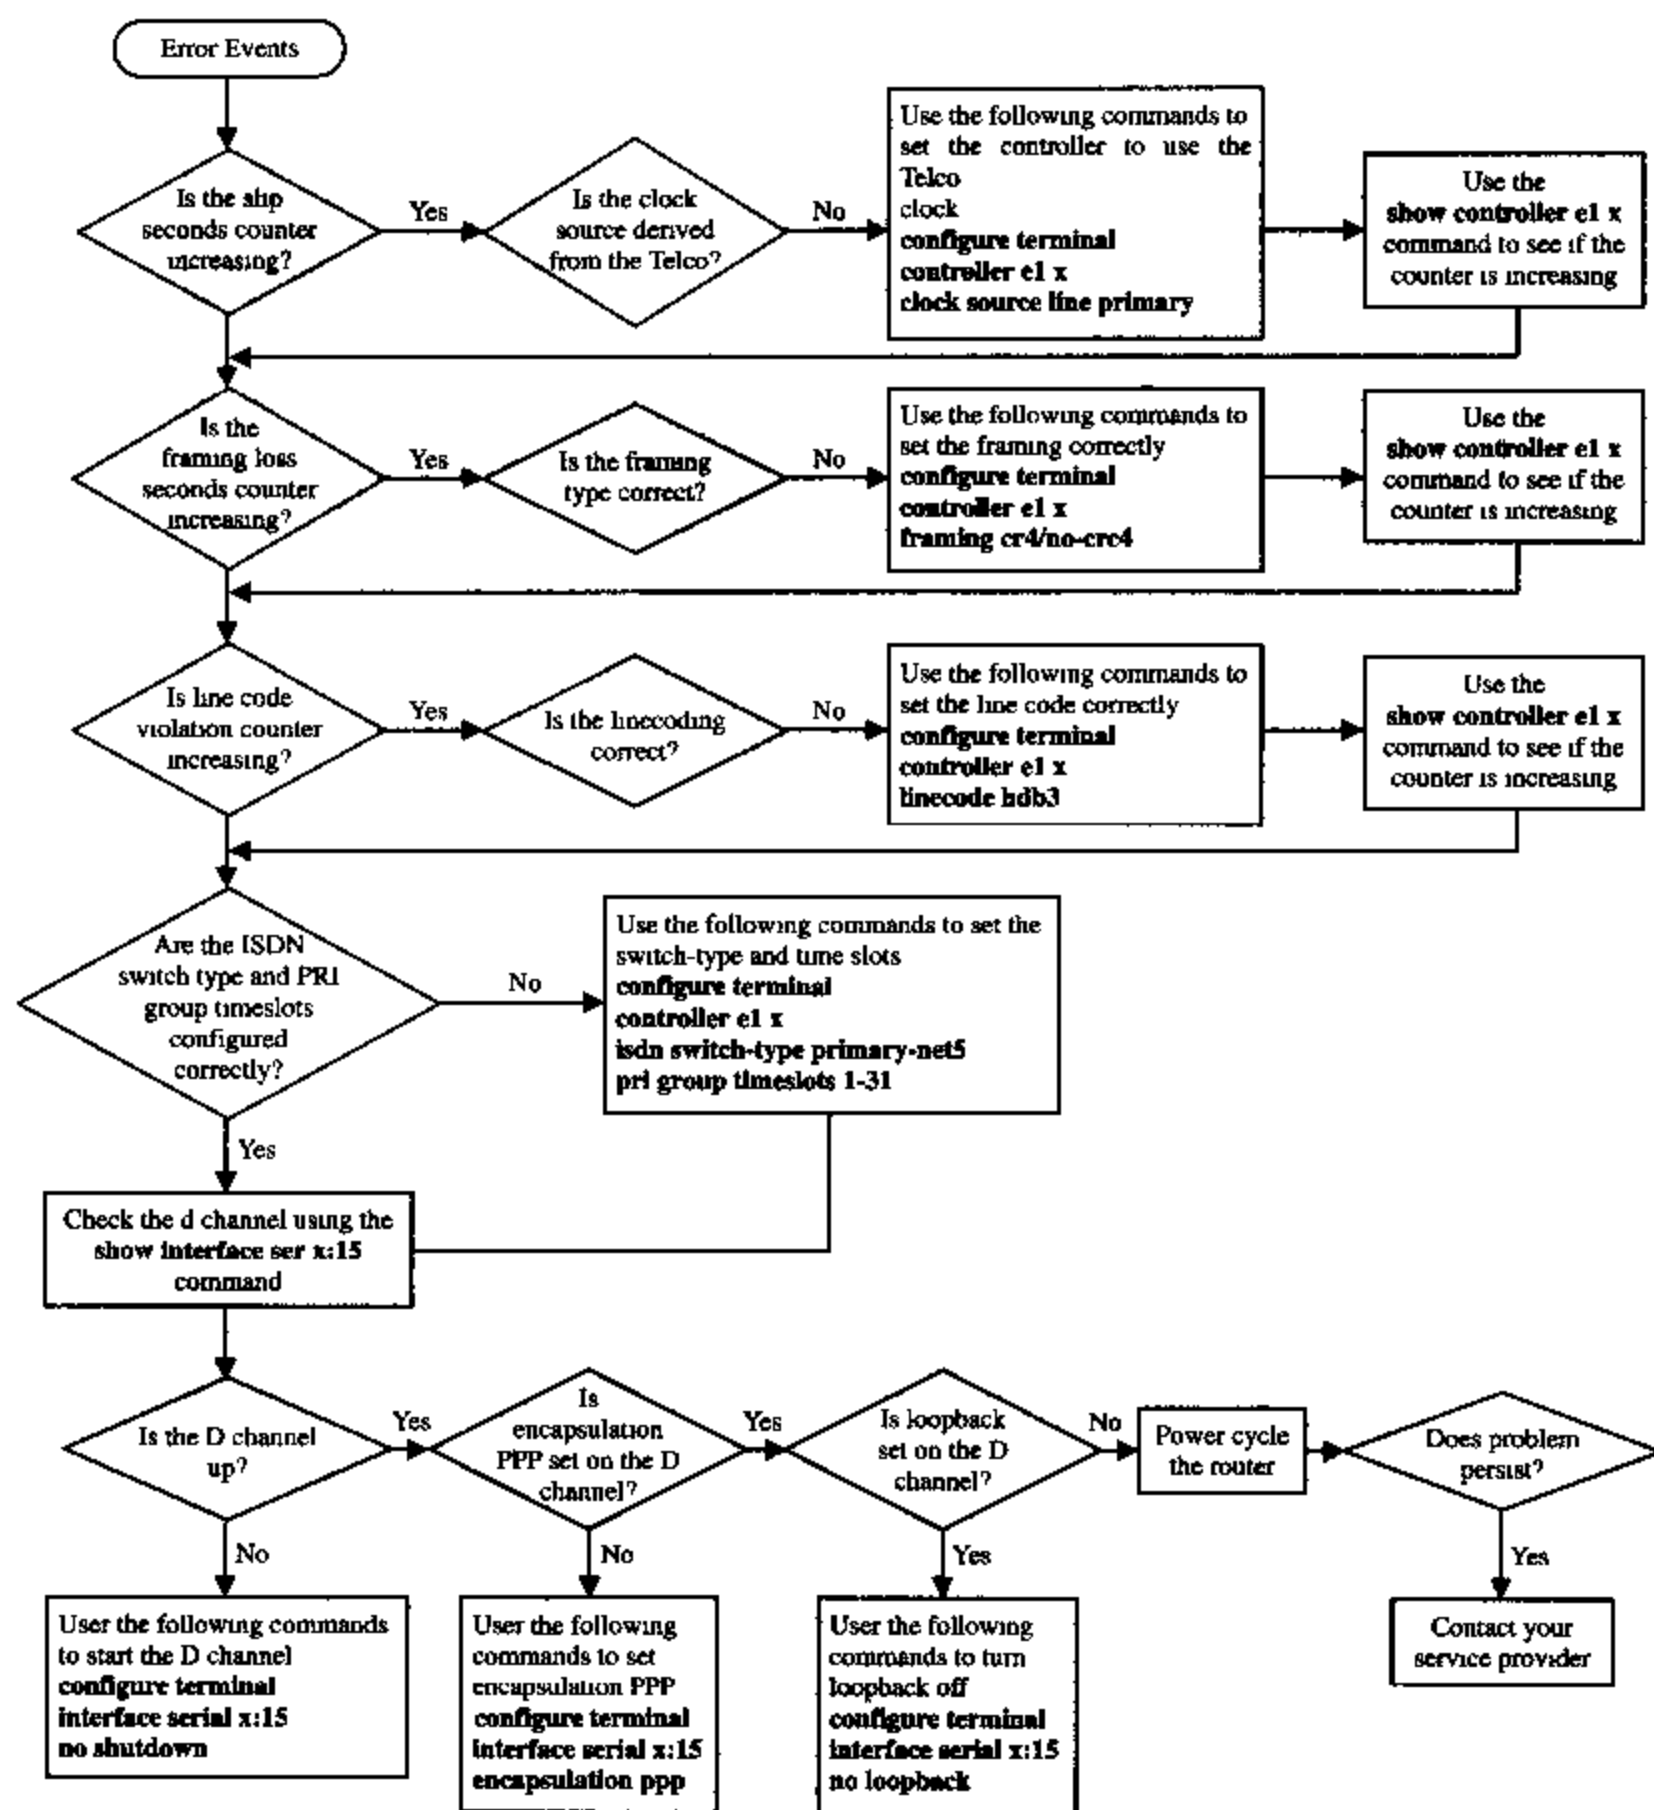 Error Events
Is the slip
seconds counter
increasing?
Yes
Is the clock
source derived
from the Telco?
No
Use the following commands to
set the controller to use the
Telco
clock
configure terminal
controller e1 x
clock source line primary
Use the
show controller e1 x
command to see if the
counter is increasing
Is the
framing loss
seconds counter
increasing?
Yes
Is the framing
type correct?
No
Use the following commands to
set the framing correctly
configure terminal
controller e1 x
framing cr4/no-crc4
Use the
show controller e1 x
command to see if the
counter is increasing
Is line code
violation counter
increasing?
Yes
Is the linecoding
correct?
No
Use the following commands to
set the line code correctly
configure terminal
controller e1 x
linecode hdb3
Use the
show controller e1 x
command to see if the
counter is increasing
Are the ISDN
switch type and PRI
group timeslots
configured
correctly?
No
Use the following commands to set the
switch-type and time slots
configure terminal
controller e1 x
isdn switch-type primary-net5
pri group timeslots 1-31
Yes
Check the d channel using the
show interface ser x:15
command
Is the D channel
up?
Yes
Is
encapsulation
PPP set on the D
channel?
Yes
Is loopback
set on the D
channel?
No
Power cycle
the router
Does problem
persist?
No
User the following commands
to start the D channel
configure terminal
interface serial x:15
no shutdown
No
User the following
commands to set
encapsulation PPP
configure terminal
interface serial x:15
encapsulation ppp
Yes
User the following
commands to turn
loopback off
configure terminal
interface serial x:15
no loopback
Yes
Contact your
service provider